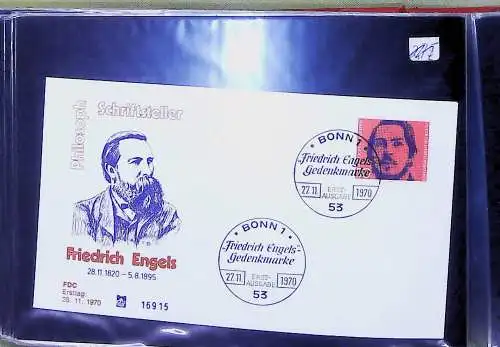 Philosoph
Schriftsteller
Friedrich Engels
28.11.1820 – 5.8.1895
FDC
Ersttag:
28. 11. 1970
16915
BONN 1
„Friedrich Engels“
Gedenkmarke
27.11.
ERST-
AUSGABE
1970
53
BONN 1
„Friedrich Engels“
Gedenkmarke
27.11.
ERST-
AUSGABE
1970
53